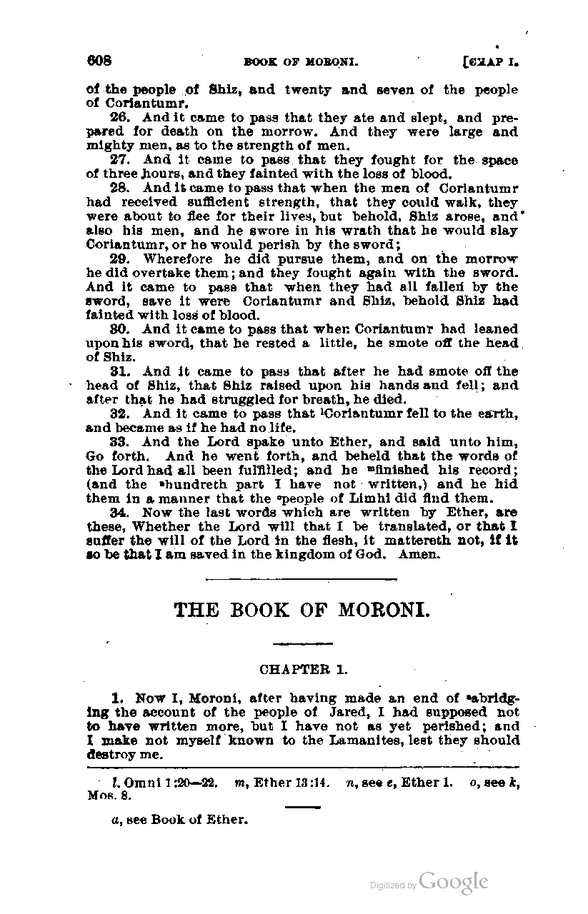 608 BOOK OF MORONI. [CHAP I.
of the people of Shiz, and twenty and seven of the people
of Coriantumr.
26. And it came to pass that they ate and slept, and pre-
pared for death on the morrow. And they were large and
mighty men, as to the strength of men.
27. And it came to pass that they fought for the space
of three hours, and they fainted with the loss of blood.
28. And it came to pass that when the men of Coriantumr
had received sufficient strength, that they could walk, they
were about to flee for their lives, but behold, Shiz arose, and
also his men, and he swore in his wrath that he would slay
Coriantumr, or he would perish by the sword;
29. Wherefore he did pursue them, and on the morrow
he did overtake them; and they fought again with the sword.
And it came to pass that when they had all fallen by the
sword, save it were Coriantumr and Shiz, behold Shiz had
fainted with loss of blood.
30. And it came to pass that when Coriantumr had leaned
upon his sword, that he rested a little, he smote off the head
of Shiz.
31. And it came to pass that after he had smote off the
head of Shiz, that Shiz raised upon his hands and fell; and
after that he had struggled for breath, he died.
32. And it came to pass that lCoriantumr fell to the earth,
and became as if he had no life.
33. And the Lord spake unto Ether, and said unto him,
Go forth. And he went forth, and beheld that the words of
the Lord had all been fulfilled; and he mfinished his record;
(and the nhundreth part I have not written,) and he hid
them in a manner that the opeople of Limhi did find them.
34. Now the last words which are written by Ether, are
these, Whether the Lord will that I be translated, or that I
suffer the will of the Lord in the flesh, it mattereth not, if it
so be that I am saved in the kingdom of God. Amen.
THE BOOK OF MORONI.
CHAPTER 1.
1. Now I, Moroni, after having made an end of aabridg-
ing the account of the people of Jared, I had supposed not
to have written more, but I have not as yet perished; and
I make not myself known to the Lamanites, lest they should
destroy me.
l, Omni 1:20—22. m, Ether 13:14. n, see e, Ether 1. o, see k,
Mos. 8.
a, see Book of Ether.
Digitized by Google